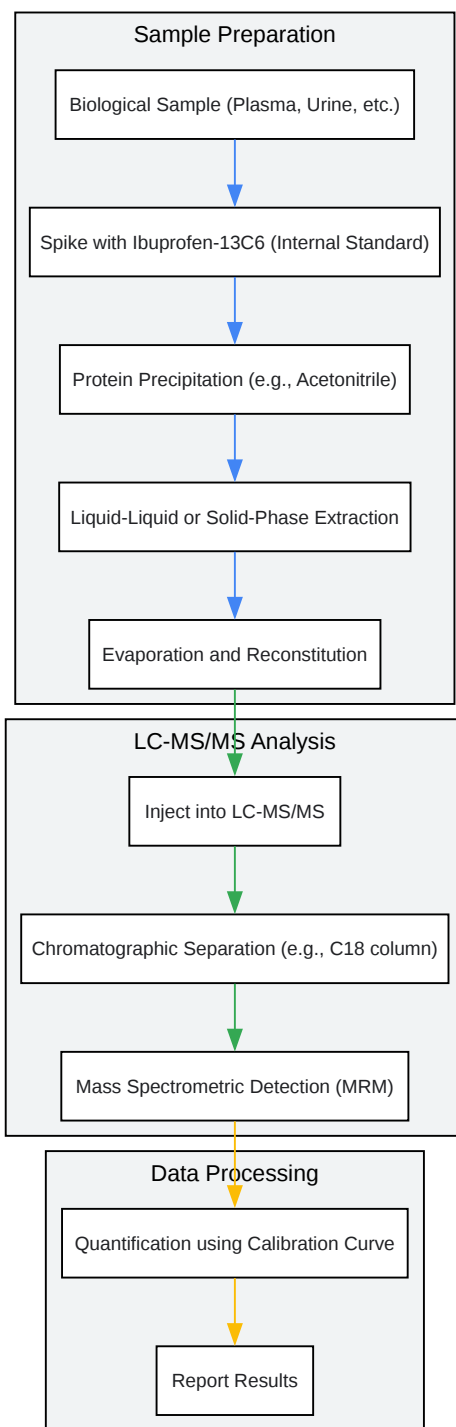 Sample Preparation
Biological Sample (Plasma, Urine, etc.)
Spike with Ibuprofen-13C6 (Internal Standard)
Protein Precipitation (e.g., Acetonitrile)
Liquid-Liquid or Solid-Phase Extraction
Evaporation and Reconstitution
LC-MS/MS Analysis
Inject into LC-MS/MS
Chromatographic Separation (e.g., C18 column)
Mass Spectrometric Detection (MRM)
Data Processing
Quantification using Calibration Curve
Report Results